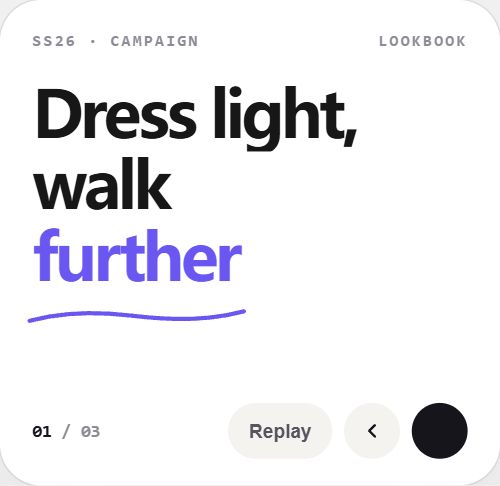 SS26 · CAMPAIGN LOOKBOOK
Dress light,
walk
further
01 / 03 Replay